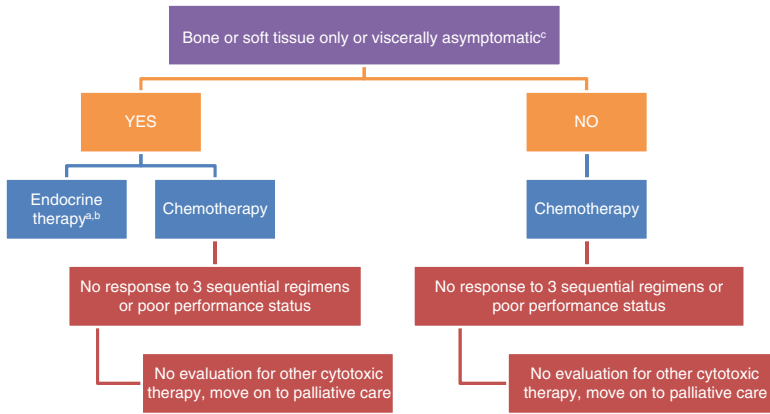 Bone or soft tissue only or viscerally asymptomaticᶜ
YES
NO
Endocrine
therapyᵃ,ᵇ
Chemotherapy
Chemotherapy
No response to 3 sequential regimens
or poor performance status
No response to 3 sequential regimens or
poor performance status
No evaluation for other cytotoxic
therapy, move on to palliative care
No evaluation for other cytotoxic
therapy, move on to palliative care